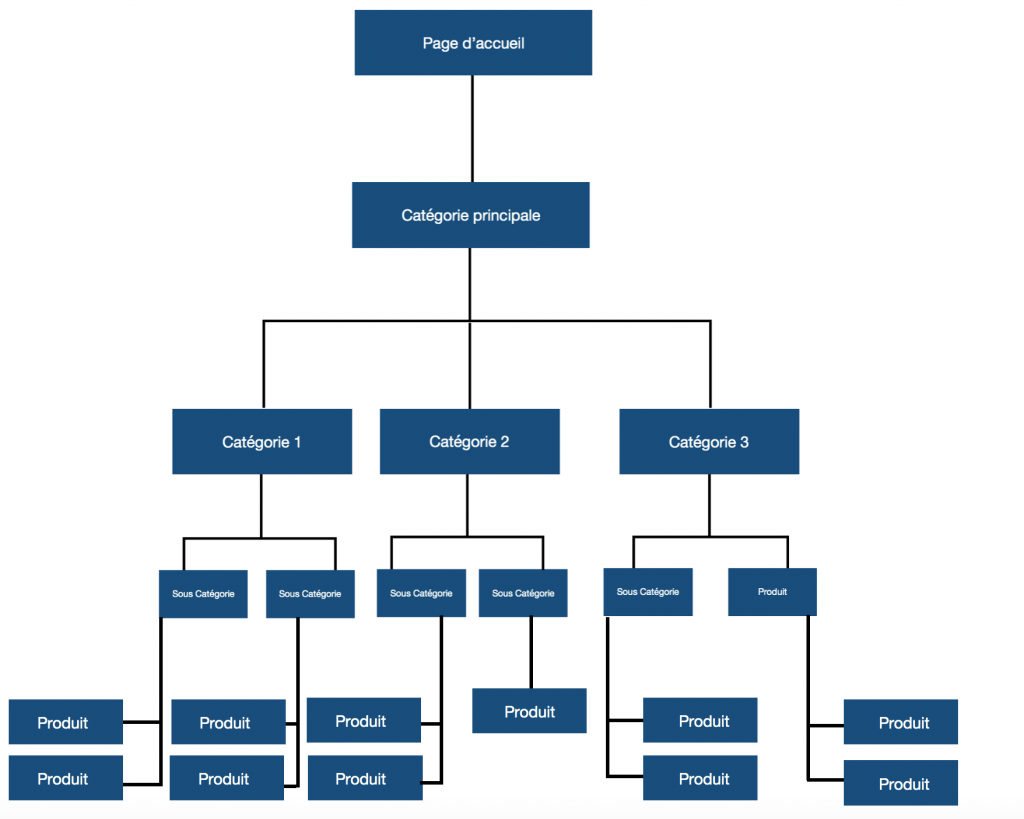 Page d’accueil
Catégorie principale
Catégorie 1
Catégorie 2
Catégorie 3
Sous Catégorie
Sous Catégorie
Sous Catégorie
Sous Catégorie
Sous Catégorie
Produit
Produit
Produit
Produit
Produit
Produit
Produit
Produit
Produit
Produit
Produit
Produit